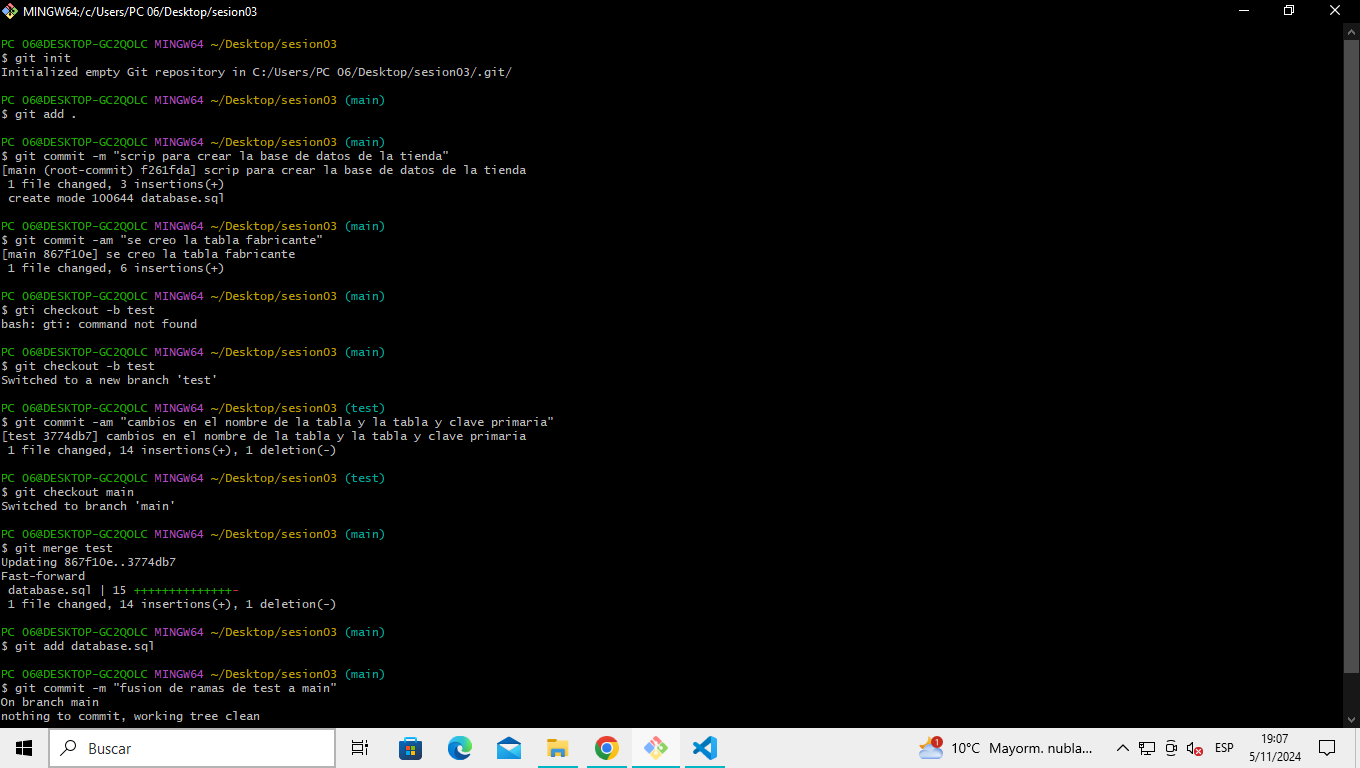 MINGW64:/c/Users/PC 06/Desktop/sesion03
PC 06@DESKTOP-GC2QOLC MINGW64 ~/Desktop/sesion03
$ git init
Initialized empty Git repository in C:/Users/PC 06/Desktop/sesion03/.git/
PC 06@DESKTOP-GC2QOLC MINGW64 ~/Desktop/sesion03 (main)
$ git add .
PC 06@DESKTOP-GC2QOLC MINGW64 ~/Desktop/sesion03 (main)
$ git commit -m "scrip para crear la base de datos de la tienda"
[main (root-commit) f261fda] scrip para crear la base de datos de la tienda
1 file changed, 3 insertions(+)
create mode 100644 database.sql
PC 06@DESKTOP-GC2QOLC MINGW64 ~/Desktop/sesion03 (main)
$ git commit -am "se creo la tabla fabricante"
[main 867f10e] se creo la tabla fabricante
1 file changed, 6 insertions(+)
PC 06@DESKTOP-GC2QOLC MINGW64 ~/Desktop/sesion03 (main)
$ gti checkout -b test
bash: gti: command not found
PC 06@DESKTOP-GC2QOLC MINGW64 ~/Desktop/sesion03 (main)
$ git checkout -b test
Switched to a new branch 'test'
PC 06@DESKTOP-GC2QOLC MINGW64 ~/Desktop/sesion03 (test)
$ git commit -am "cambios en el nombre de la tabla y la tabla y clave primaria"
[test 3774db7] cambios en el nombre de la tabla y la tabla y clave primaria
1 file changed, 14 insertions(+), 1 deletion(-)
PC 06@DESKTOP-GC2QOLC MINGW64 ~/Desktop/sesion03 (test)
$ git checkout main
Switched to branch 'main'
PC 06@DESKTOP-GC2QOLC MINGW64 ~/Desktop/sesion03 (main)
$ git merge test
Updating 867f10e..3774db7
Fast-forward
database.sql | 15 ++++++++++++++-
1 file changed, 14 insertions(+), 1 deletion(-)
PC 06@DESKTOP-GC2QOLC MINGW64 ~/Desktop/sesion03 (main)
$ git add database.sql
PC 06@DESKTOP-GC2QOLC MINGW64 ~/Desktop/sesion03 (main)
$ git commit -m "fusion de ramas de test a main"
On branch main
nothing to commit, working tree clean
Buscar
1
10°C Mayorm. nubla...
ESP
19:07
5/11/2024